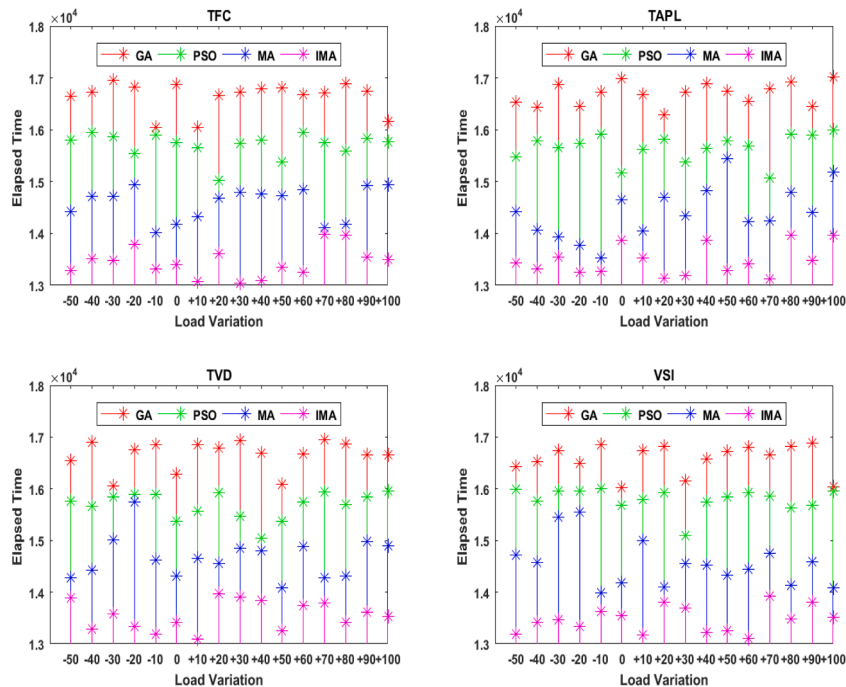 TFC
×10⁴
GA PSO MA IMA
1.8
1.7
1.6
1.5
1.4
1.3
Elapsed Time
-50 -40 -30 -20 -10 0 +10 +20 +30 +40 +50 +60 +70 +80 +90 +100
Load Variation
TAPL
×10⁴
GA PSO MA IMA
1.8
1.7
1.6
1.5
1.4
1.3
Elapsed Time
-50 -40 -30 -20 -10 0 +10 +20 +30 +40 +50 +60 +70 +80 +90 +100
Load Variation
TVD
×10⁴
GA PSO MA IMA
1.8
1.7
1.6
1.5
1.4
1.3
Elapsed Time
-50 -40 -30 -20 -10 0 +10 +20 +30 +40 +50 +60 +70 +80 +90 +100
Load Variation
VSI
×10⁴
GA PSO MA IMA
1.8
1.7
1.6
1.5
1.4
1.3
Elapsed Time
-50 -40 -30 -20 -10 0 +10 +20 +30 +40 +50 +60 +70 +80 +90 +100
Load Variation